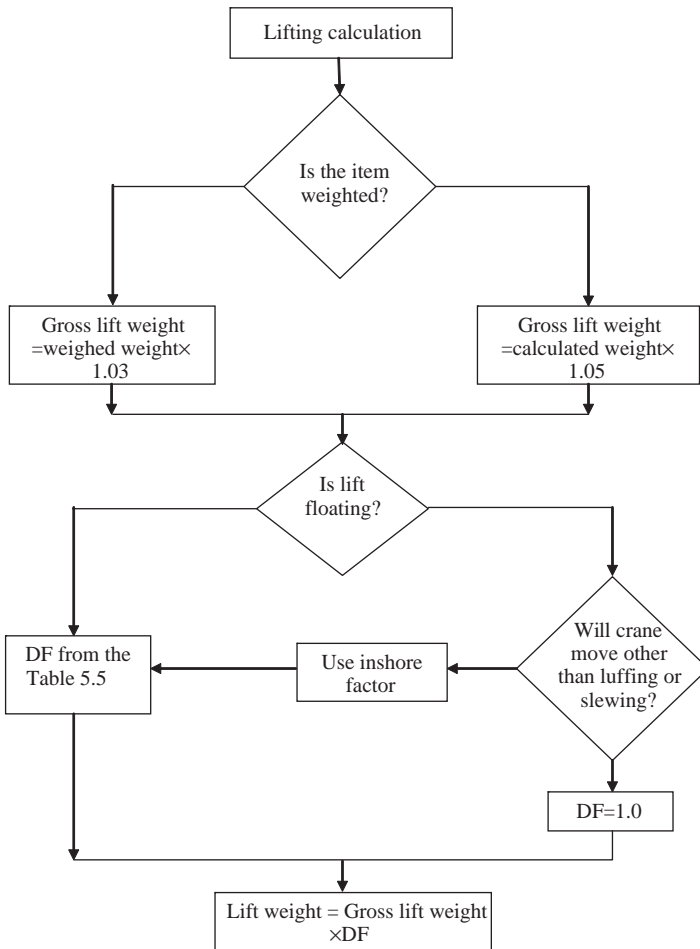 Lifting calculation
Is the item
weighted?
Gross lift weight
=weighed weight×
1.03
Gross lift weight
=calculated weight×
1.05
Is lift
floating?
DF from the
Table 5.5
Use inshore
factor
Will crane
move other
than luffing or
slewing?
DF=1.0
Lift weight = Gross lift weight
×DF